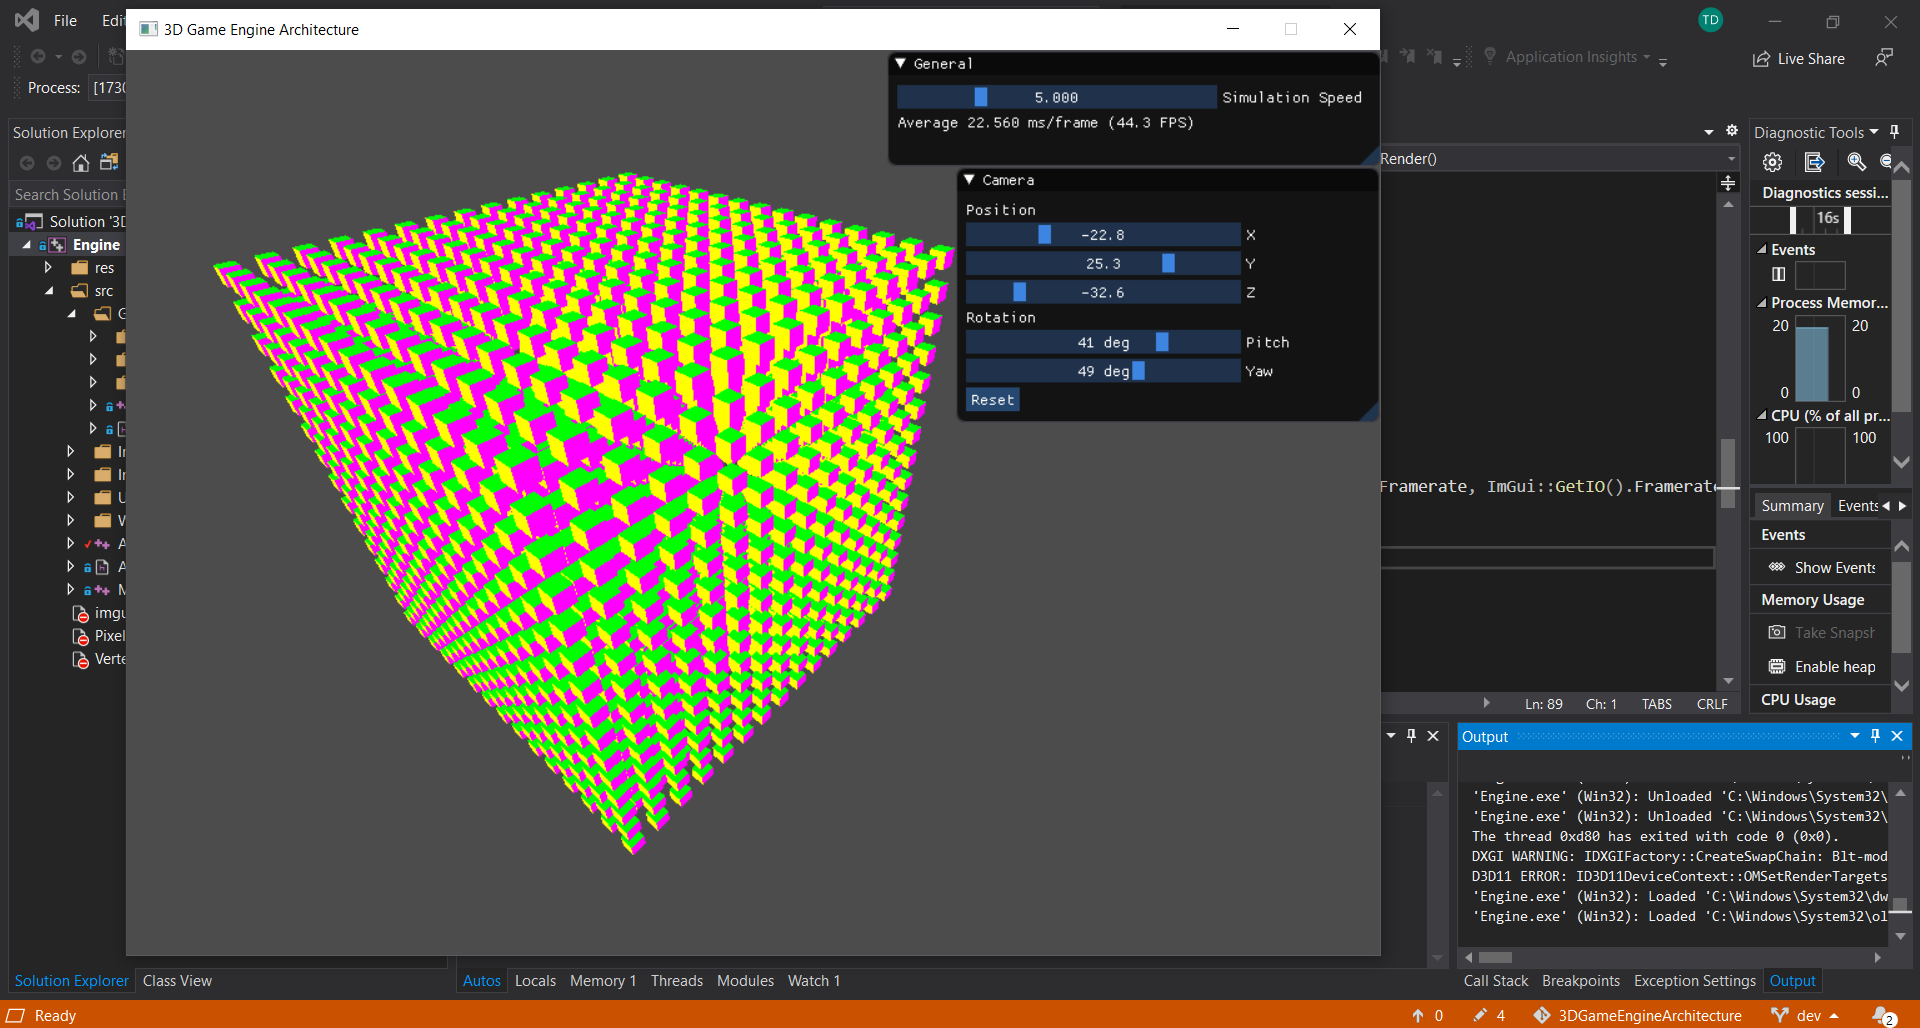 File
Edi
3D Game Engine Architecture
TD
Application Insights
Live Share
Process:
[1730
General
5.000
Simulation Speed
Average 22.560 ms/frame (44.3 FPS)
Camera
Position
-22.8
X
25.3
Y
-32.6
Z
Rotation
41 deg
Pitch
49 deg
Yaw
Reset
Solution Explorer
Search Solution E
Solution '3D
Engine
res
src
G
imgu
Pixel
Verte
Render()
Framerate, ImGui::GetIO().Framerate
Ln: 89
Ch: 1
TABS
CRLF
Diagnostic Tools
Diagnostics sessi...
16s
Events
Process Memor...
20
20
0
0
CPU (% of all pr...
100
100
Summary
Events
Events
Show Events
Memory Usage
Take Snapsh
Enable heap
CPU Usage
Output
'Engine.exe' (Win32): Unloaded 'C:\Windows\System32\
'Engine.exe' (Win32): Unloaded 'C:\Windows\System32\
The thread 0xd80 has exited with code 0 (0x0).
DXGI WARNING: IDXGIFactory::CreateSwapChain: Blt-mod
D3D11 ERROR: ID3D11DeviceContext::OMSetRenderTargets
'Engine.exe' (Win32): Loaded 'C:\Windows\System32\dw
'Engine.exe' (Win32): Loaded 'C:\Windows\System32\ol
Solution Explorer
Class View
Autos
Locals
Memory 1
Threads
Modules
Watch 1
Call Stack
Breakpoints
Exception Settings
Output
Ready
0
4
3DGameEngineArchitecture
dev
2